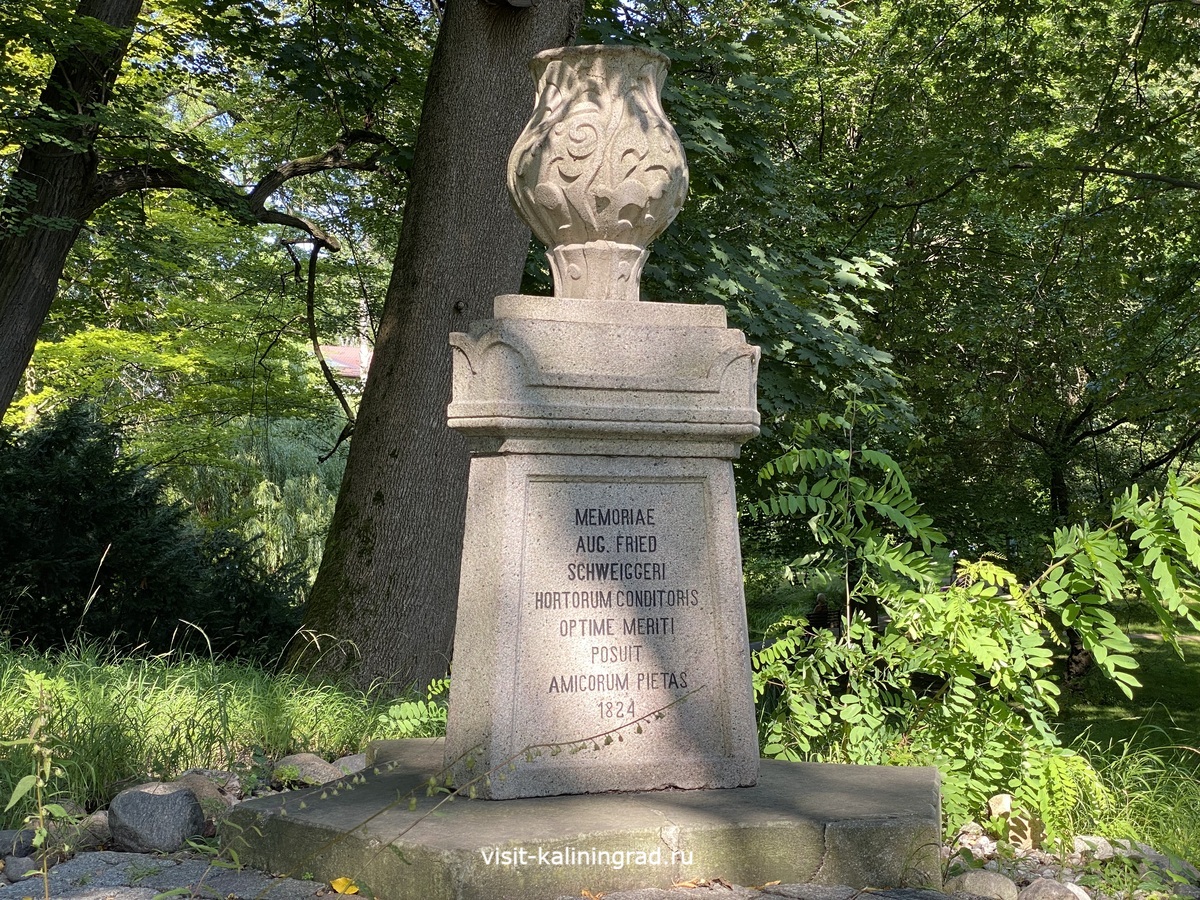 MEMORIAE
AUG. FRIED
SCHWEIGGERI
HORTORUM CONDITORIS
OPTIME MERITI
POSUIT
AMICORUM PIETAS
1824
visit-kaliningrad.ru